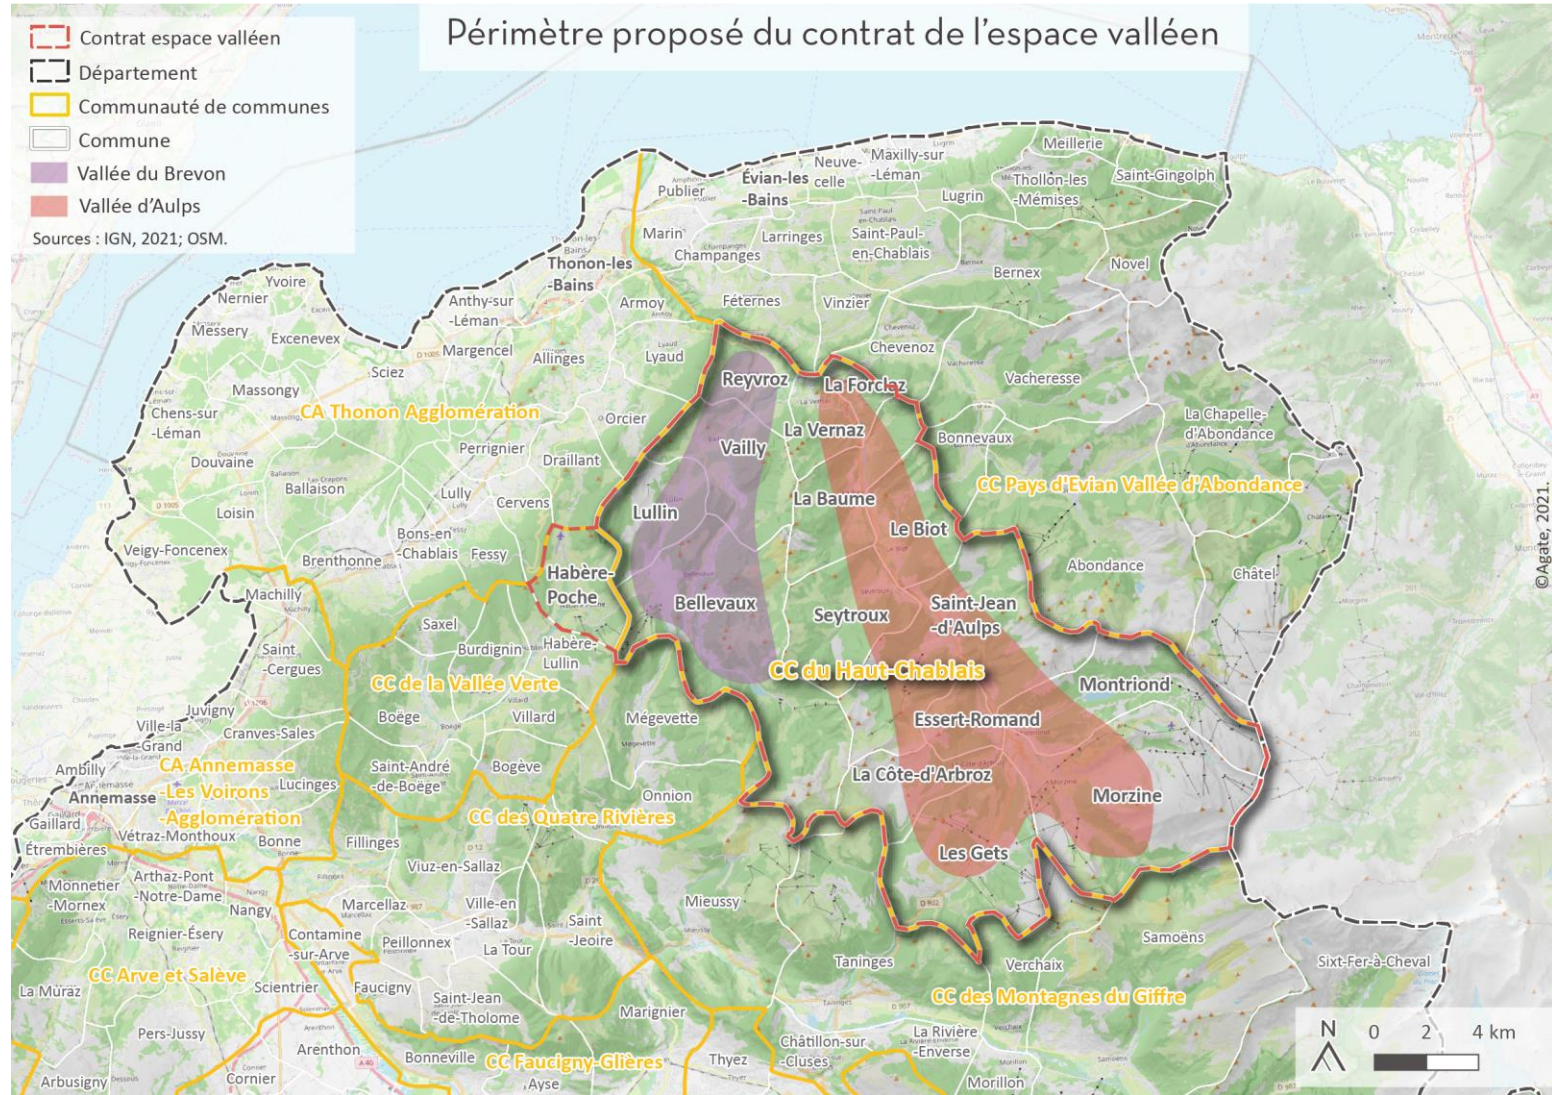 Périmètre proposé du contrat de l'espace valléen
Contrat espace valléen
Département
Communauté de communes
Commune
Vallée du Brevon
Vallée d'Aulps
Sources : IGN, 2021; OSM.
Meillerie
Maxilly-sur
-Léman
Neuve-
celle
Saint-Gingolph
Évian-les
-Bains
Thollon-les
-Mémises
Publier
Lugrin
Marin
Larringes
Saint-Paul-
en-Chablais
Champanges
Thonon-les
-Bains
Novel
Bernex
Yvoire
Nernier
Anthy-sur
-Léman
Armoy
Féternes
Vinzier
Messery
Excenevex
Margencel
Allinges
Lyaud
Chevenoz
Sciez
Reyvroz
La Forclaz
Vacheresse
Massongy
Chens-sur
-Léman
CA Thonon Agglomération
Orcier
La Vernaz
La Chapelle-
d'Abondance
Bonnevaux
Perrignier
Vailly
Douvaine
Draillant
Ballaison
CC Pays d'Evian Vallée d'Abondance
Lully
Cervens
La Baume
Loisin
Lullin
Le Biot
Bons-en
-Chablais
Fessy
Veigy-Foncenex
Brenthonne
Abondance
Châtel
Habère-
Poche
Machilly
Bellevaux
Saint-Jean
-d'Aulps
Seytroux
Saxel
Saint
-Cergues
Burdignin
Habère-
Lullin
CC du Haut-Chablais
CC de la Vallée Verte
Montriond
Juvigny
Ville-la
-Grand
Boëge
Villard
Mégevette
Essert-Romand
Cranves-Sales
Ambilly
CA Annemasse
-Les Voirons
-Agglomération
Saint-André
-de-Boëge
Bogève
Lucinges
La Côte-d'Arbroz
Annemasse
Onnion
Morzine
Gaillard
CC des Quatre Rivières
Vétraz-Monthoux
Bonne
Fillinges
Étrembières
Les Gets
Viuz-en-Sallaz
Monnetier
-Mornex
Arthaz-Pont
-Notre-Dame
Nangy
Marcellaz
Ville-en
-Sallaz
Mieussy
Saint
-Jeoire
Reignier-Ésery
Contamine
-sur-Arve
Peillonnex
La Tour
Samoëns
Taninges
Verchaix
Sixt-Fer-à-Cheval
CC Arve et Salève
La Muraz
Scientrier
Faucigny
Saint-Jean
-de-Tholome
CC des Montagnes du Giffre
Marignier
Pers-Jussy
Arenthon
Bonneville
CC Faucigny-Glières
Thyez
Châtillon-sur
-Cluses
La Rivière
-Enverse
Arbusigny
Cornier
Ayse
Morillon
N
0 2 4 km
©Agate, 2021.